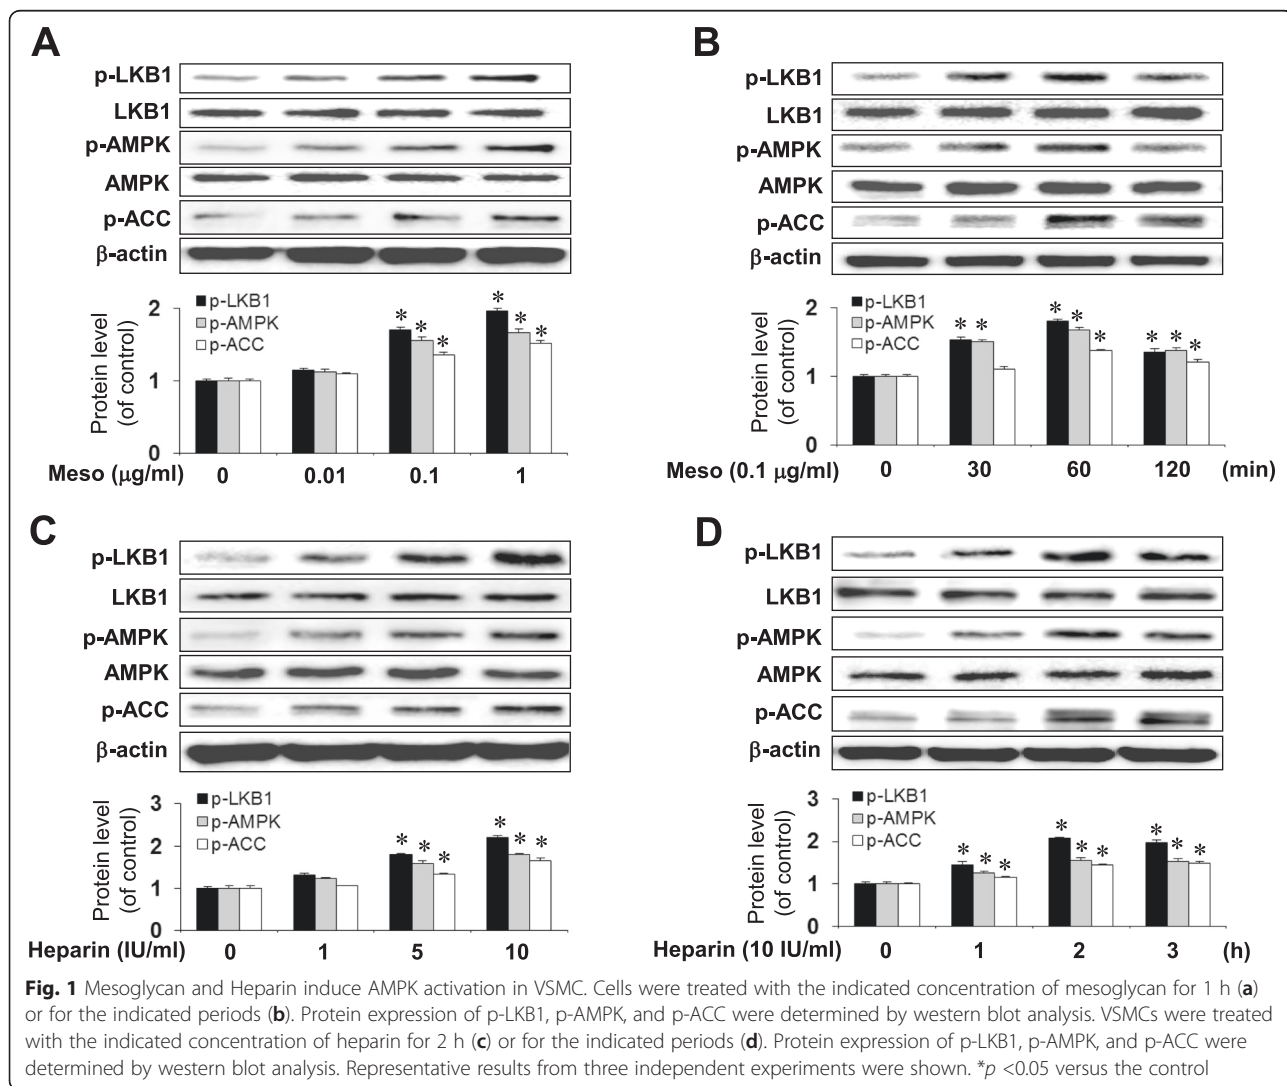 A
p-LKB1
LKB1
p-AMPK
AMPK
p-ACC
β-actin
Protein level
(of control)
2
1
0
p-LKB1
p-AMPK
p-ACC
* * *
* * *
Meso (μg/ml) 0 0.01 0.1 1
B
p-LKB1
LKB1
p-AMPK
AMPK
p-ACC
β-actin
Protein level
(of control)
2
1
0
p-LKB1
p-AMPK
p-ACC
* *
* * *
* * *
Meso (0.1 μg/ml) 0 30 60 120 (min)
C
p-LKB1
LKB1
p-AMPK
AMPK
p-ACC
β-actin
Protein level
(of control)
3
2
1
0
p-LKB1
p-AMPK
p-ACC
* * *
* * *
Heparin (IU/ml) 0 1 5 10
D
p-LKB1
LKB1
p-AMPK
AMPK
p-ACC
β-actin
Protein level
(of control)
3
2
1
0
p-LKB1
p-AMPK
p-ACC
* * *
* * *
* * *
Heparin (10 IU/ml) 0 1 2 3 (h)
Fig. 1 Mesoglycan and Heparin induce AMPK activation in VSMC. Cells were treated with the indicated concentration of mesoglycan for 1 h (a)
or for the indicated periods (b). Protein expression of p-LKB1, p-AMPK, and p-ACC were determined by western blot analysis. VSMCs were treated
with the indicated concentration of heparin for 2 h (c) or for the indicated periods (d). Protein expression of p-LKB1, p-AMPK, and p-ACC were
determined by western blot analysis. Representative results from three independent experiments were shown. *p <0.05 versus the control